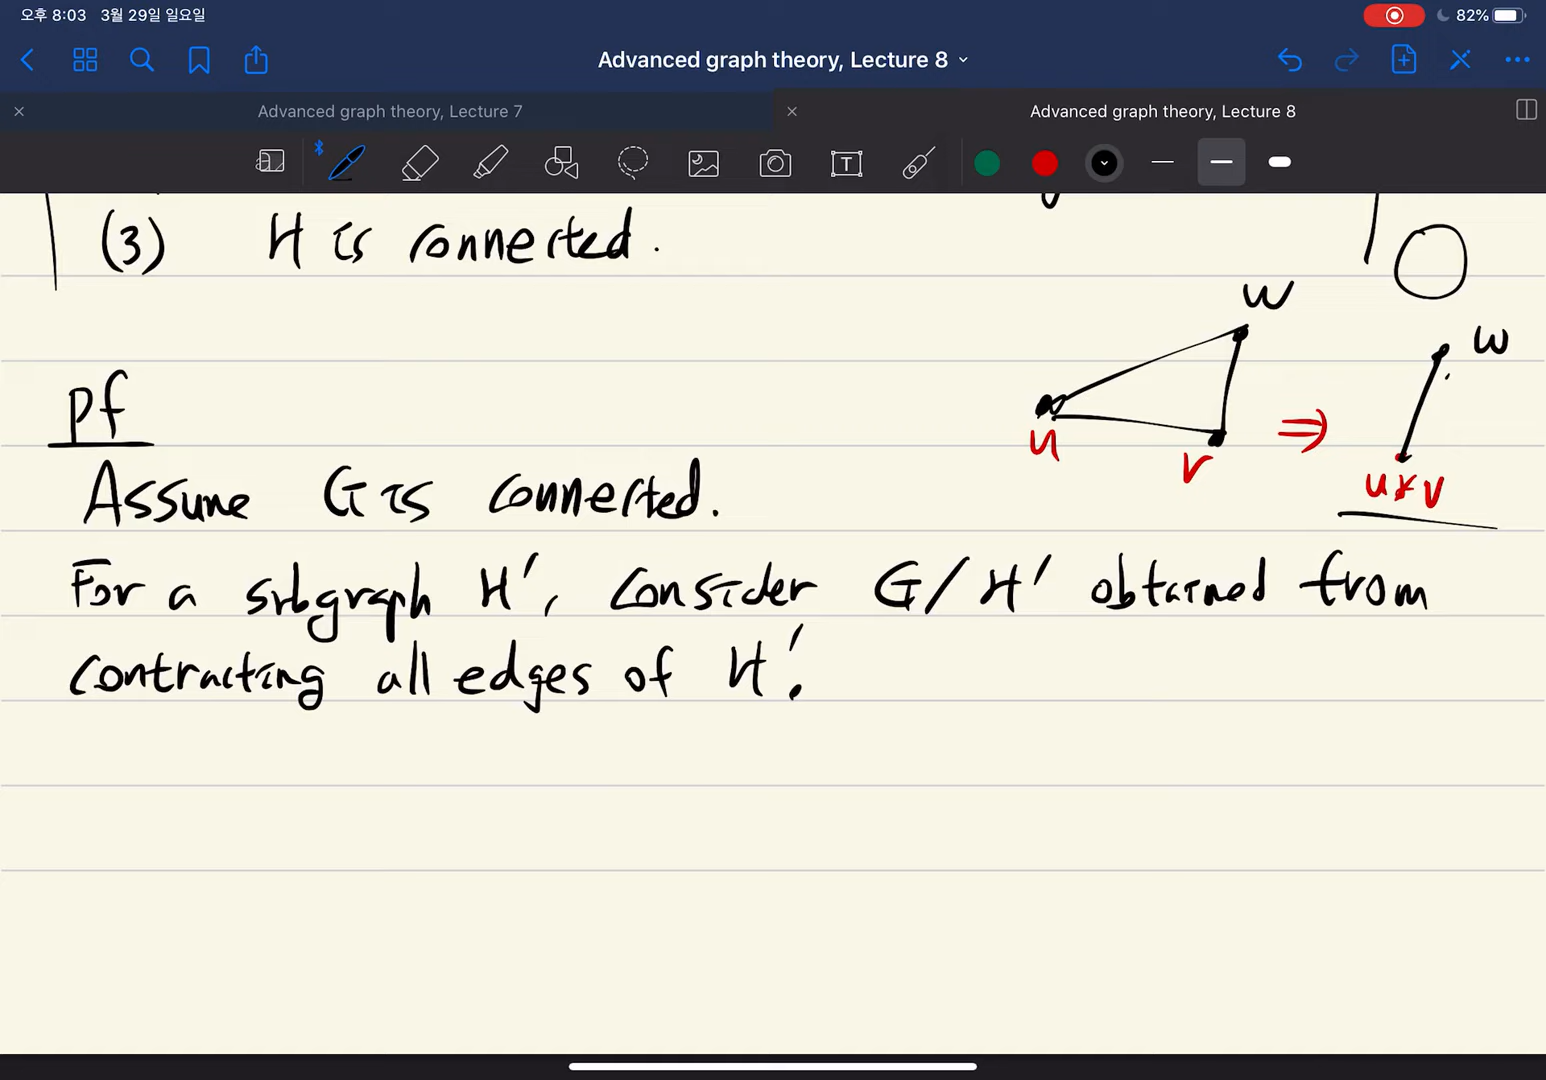 오후 8:03 3월 29일 일요일 82%
Advanced graph theory, Lecture 8
Advanced graph theory, Lecture 7
Advanced graph theory, Lecture 8
T
(3) H is connected.
w
w
u
v
⇒
u*v
pf
Assume G is connected.
For a subgraph H', consider G/H' obtained from
contracting all edges of H'.